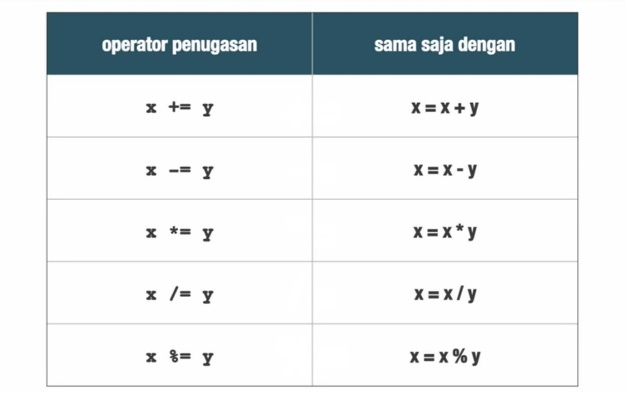 operator penugasan sama saja dengan
x += y x = x + y
x -= y x = x - y
x *= y x = x * y
x /= y x = x / y
x %= y x = x % y